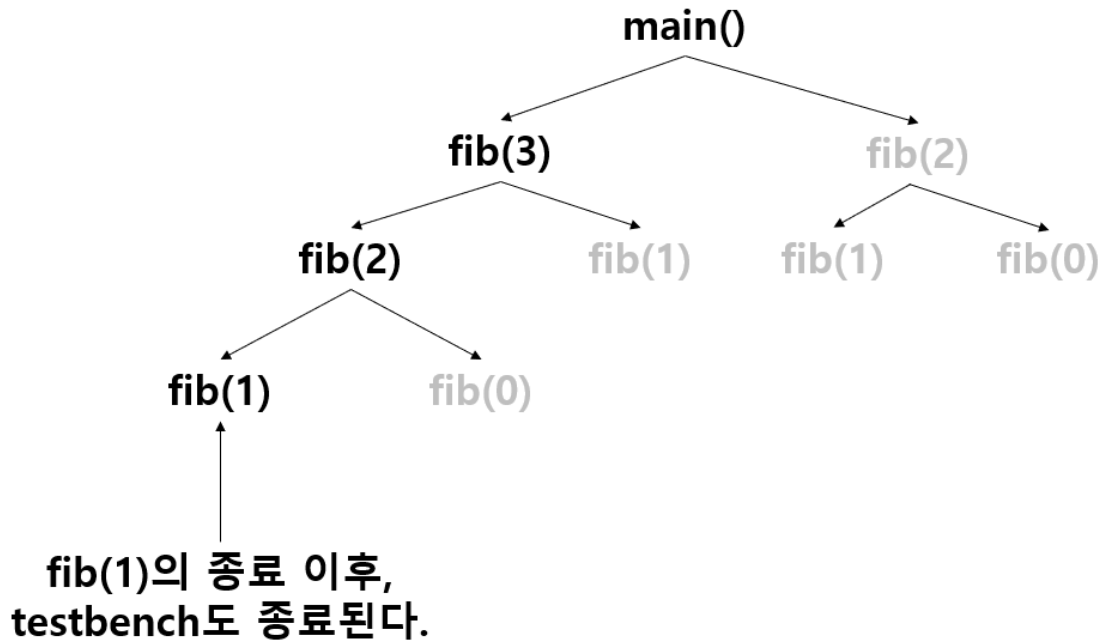 main()
fib(3)
fib(2)
fib(2)
fib(1)
fib(1)
fib(0)
fib(1)
fib(0)
fib(1)의 종료 이후,
testbench도 종료된다.